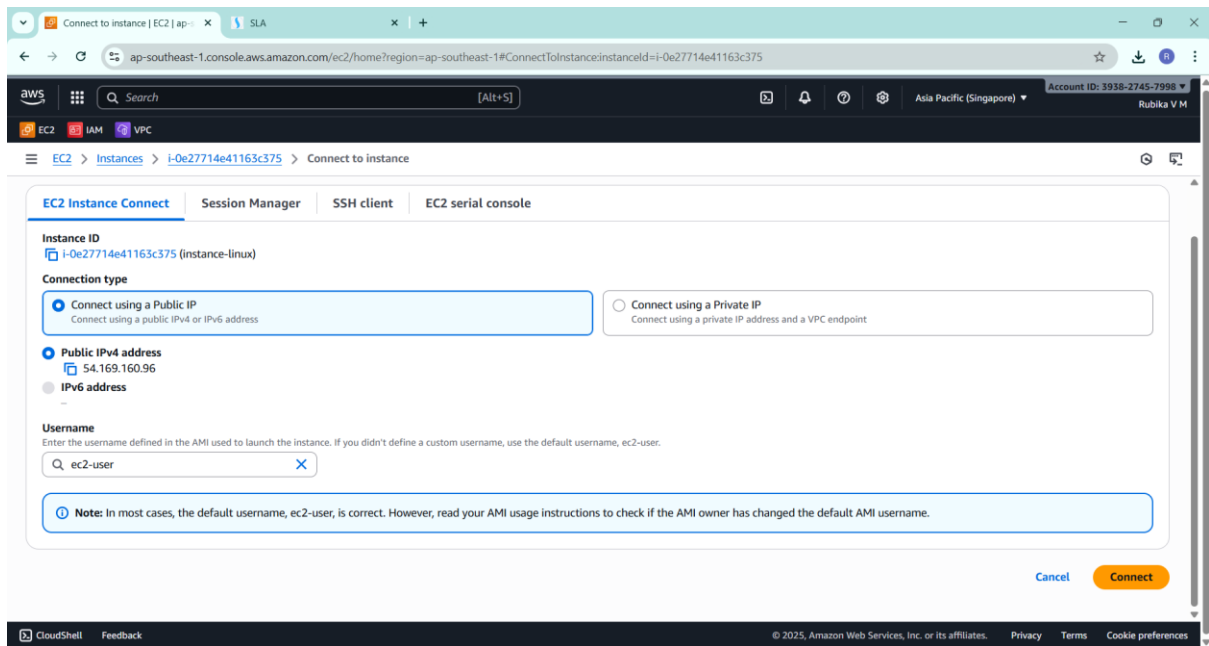 Connect to instance | EC2 | ap-s
SLA
ap-southeast-1.console.aws.amazon.com/ec2/home?region=ap-southeast-1#ConnectToInstance:instanceId=i-0e27714e41163c375
R
aws
Search
[Alt+S]
Asia Pacific (Singapore)
Account ID: 3938-2745-7998
Rubika V M
EC2 IAM VPC
EC2 > Instances > i-0e27714e41163c375 > Connect to instance
EC2 Instance Connect Session Manager SSH client EC2 serial console
Instance ID
i-0e27714e41163c375 (instance-linux)
Connection type
Connect using a Public IP
Connect using a public IPv4 or IPv6 address
Connect using a Private IP
Connect using a private IP address and a VPC endpoint
Public IPv4 address
54.169.160.96
IPv6 address
–
Username
Enter the username defined in the AMI used to launch the instance. If you didn't define a custom username, use the default username, ec2-user.
ec2-user
Note: In most cases, the default username, ec2-user, is correct. However, read your AMI usage instructions to check if the AMI owner has changed the default AMI username.
Cancel Connect
CloudShell Feedback © 2025, Amazon Web Services, Inc. or its affiliates. Privacy Terms Cookie preferences